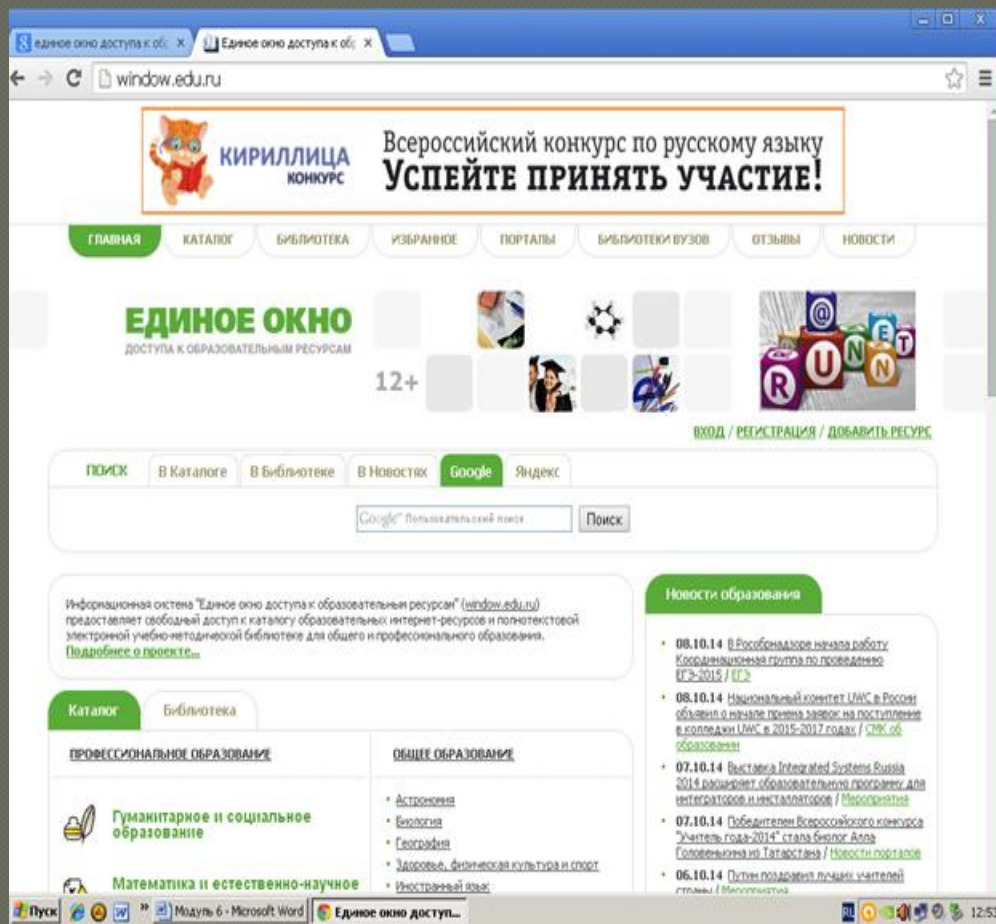 единое окно доступа к об
Единое окно доступа к об
window.edu.ru
КИРИЛЛИЦА
КОНКУРС
Всероссийский конкурс по русскому языку
УСПЕЙТЕ ПРИНЯТЬ УЧАСТИЕ!
ГЛАВНАЯ КАТАЛОГ БИБЛИОТЕКА ИЗБРАННОЕ ПОРТАЛЫ БИБЛИОТЕКИ ВУЗОВ ОТЗЫВЫ НОВОСТИ
ЕДИНОЕ ОКНО
ДОСТУПА К ОБРАЗОВАТЕЛЬНЫМ РЕСУРСАМ
12+
@ E T
R U N
ВХОД / РЕГИСТРАЦИЯ / ДОБАВИТЬ РЕСУРС
ПОИСК В Каталоге В Библиотеке В Новостях Google Яндекс
Google™ Пользовательский поиск Поиск
Информационная система "Единое окно доступа к образовательным ресурсам" (window.edu.ru)
предоставляет свободный доступ к каталогу образовательных интернет-ресурсов и полнотекстовой
электронной учебно-методической библиотеке для общего и профессионального образования.
Подробнее о проекте...
Каталог Библиотека
ПРОФЕССИОНАЛЬНОЕ ОБРАЗОВАНИЕ
Гуманитарное и социальное
образование
Математика и естественно-научное
ОБЩЕЕ ОБРАЗОВАНИЕ
Астрономия
Биология
География
Здоровье, физическая культура и спорт
Иностранный язык
Новости образования
08.10.14 В Рособрнадзоре начала работу
Координационная группа по проведению
ЕГЭ-2015 / ЕГЭ
08.10.14 Национальный комитет UWC в России
объявил о начале приема заявок на поступление
в колледжи UWC в 2015-2017 годах / СМК об
образовании
07.10.14 Выставка Integrated Systems Russia
2014 расширяет образовательную программу для
интеграторов и инсталляторов / Мероприятия
07.10.14 Победителем Всероссийского конкурса
"Учитель года-2014" стала биолог Алла
Головенькина из Татарстана / Новости порталов
06.10.14 Путин поздравил лучших учителей
страны / Мероприятия
Пуск » Модуль 6 - Microsoft Word Единое окно доступ... RU 12:53